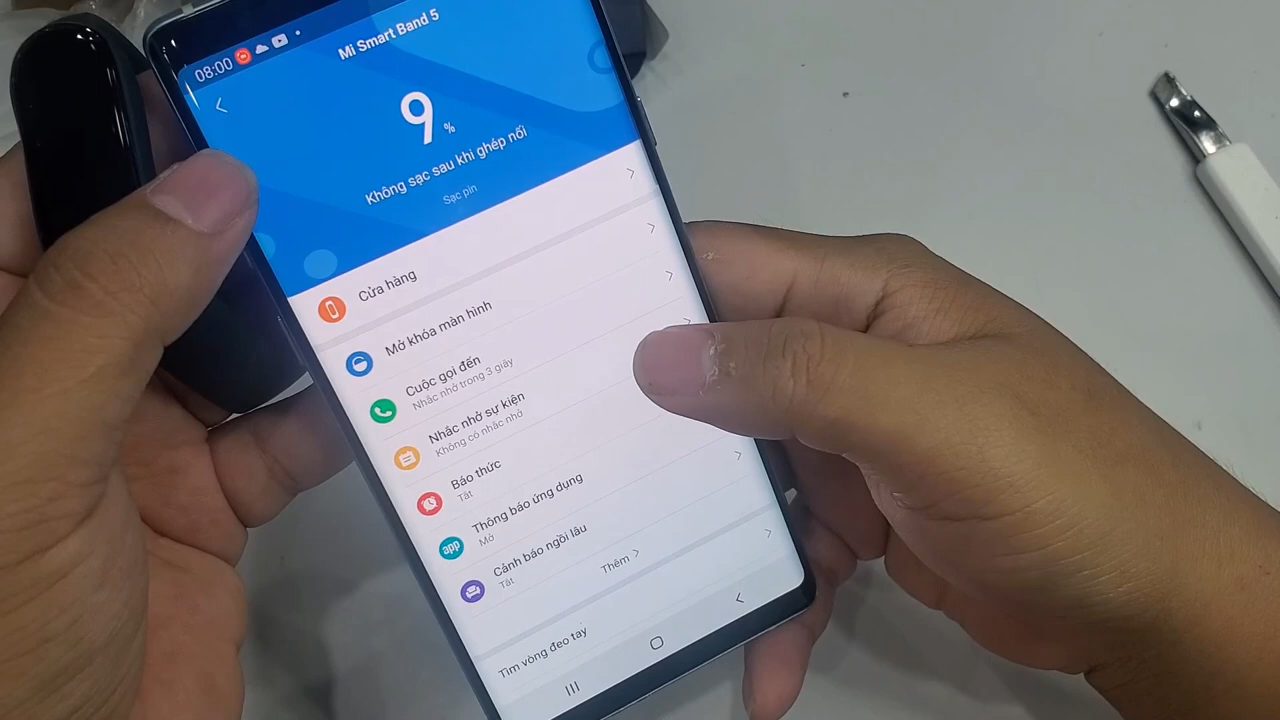 08:00
Mi Smart Band 5
9%
Không sạc sau khi ghép nối
Sạc pin
Cửa hàng
Mở khóa màn hình
Cuộc gọi đến
Nhắc nhở trong 3 giây
Nhắc nhở sự kiện
Không có nhắc nhở
Báo thức
Tắt
app
Thông báo ứng dụng
Mở
Cảnh báo ngồi lâu
Tắt
Thêm
Tìm vòng đeo tay